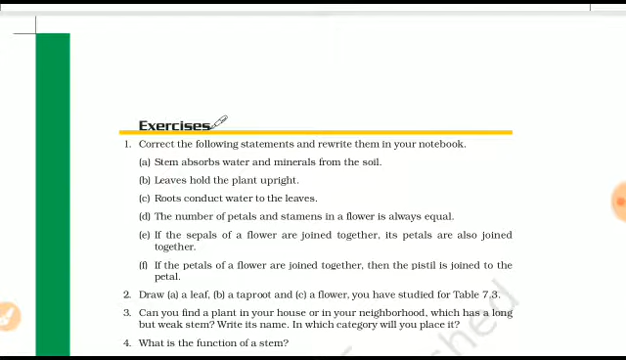 Exercises
1. Correct the following statements and rewrite them in your notebook.
(a) Stem absorbs water and minerals from the soil.
(b) Leaves hold the plant upright.
(c) Roots conduct water to the leaves.
(d) The number of petals and stamens in a flower is always equal.
(e) If the sepals of a flower are joined together, its petals are also joined
together.
(f) If the petals of a flower are joined together, then the pistil is joined to the
petal.
2. Draw (a) a leaf, (b) a taproot and (c) a flower, you have studied for Table 7.3.
3. Can you find a plant in your house or in your neighborhood, which has a long
but weak stem? Write its name. In which category will you place it?
4. What is the function of a stem?